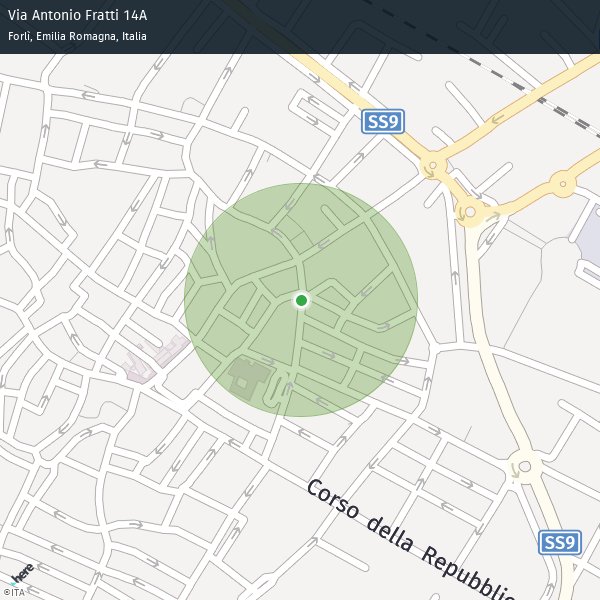 Via Antonio Fratti 14A
Forlì, Emilia Romagna, Italia
SS9
Corso della Repubblic
SS9
here
©ITA